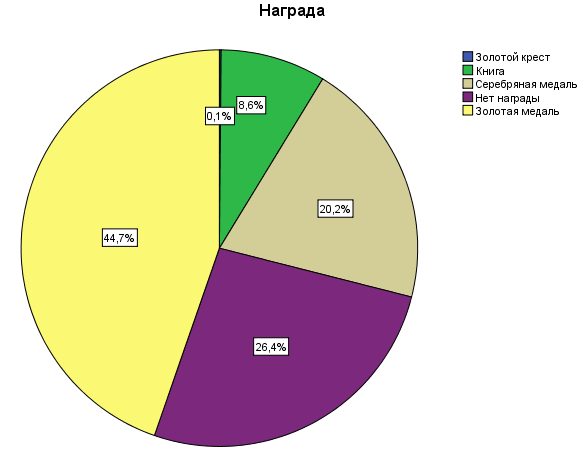 Награда
Золотой крест
Книга
Серебряная медаль
Нет награды
Золотая медаль
8,6%
0,1%
20,2%
44,7%
26,4%